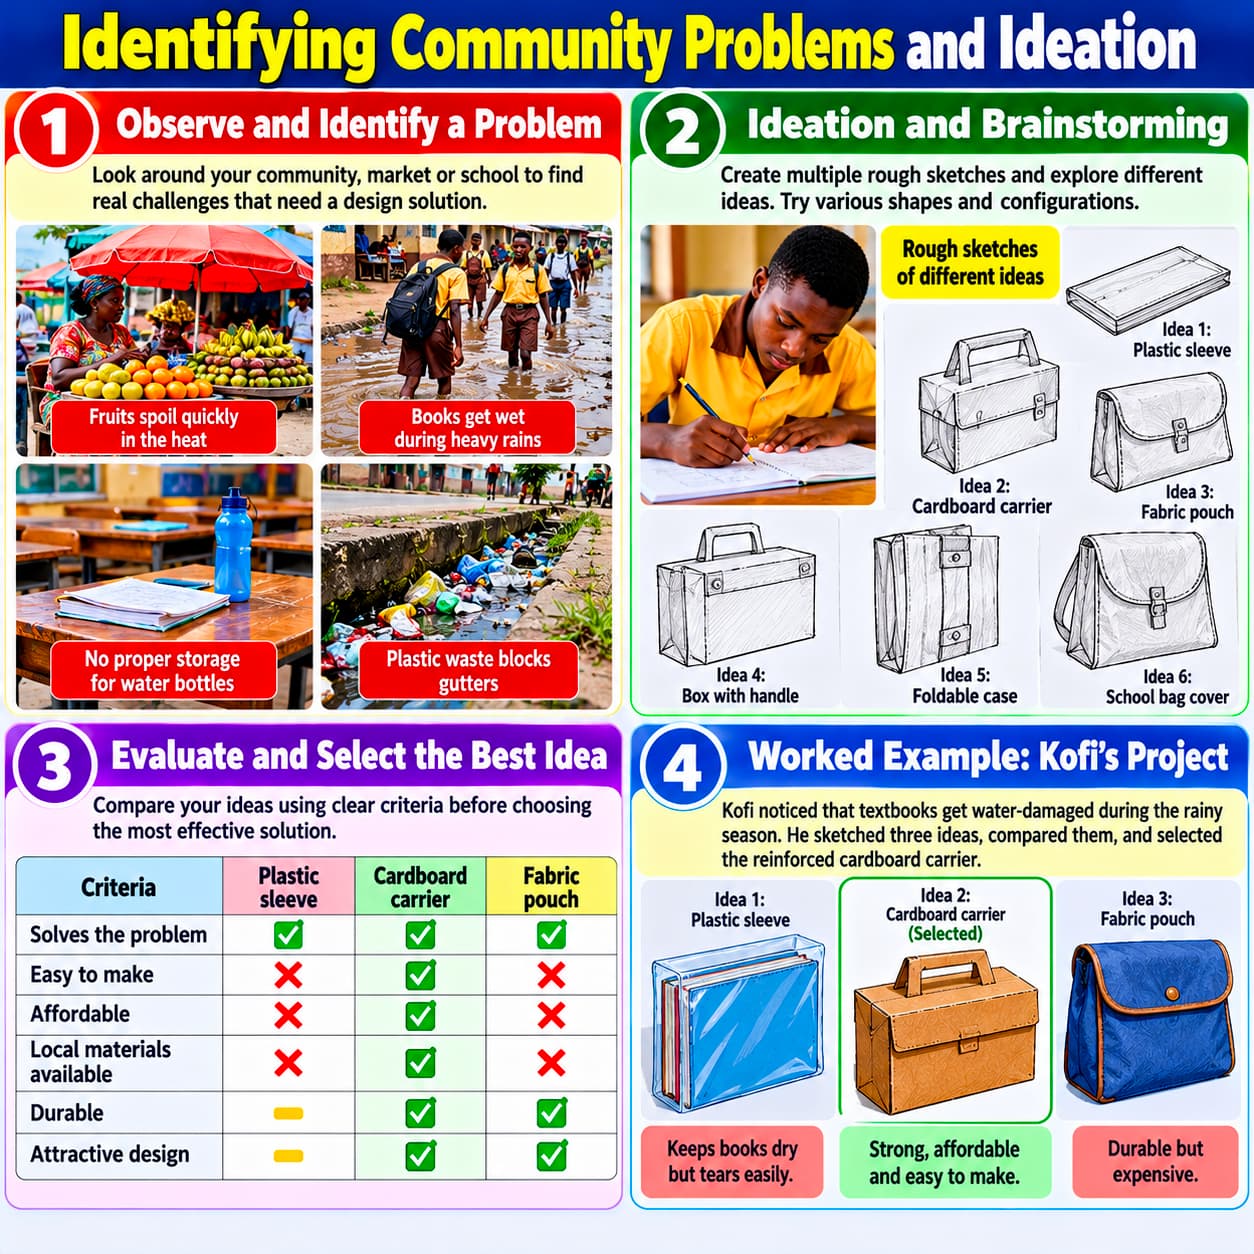 Identifying Community Problems and Ideation
1
Observe and Identify a Problem
Look around your community, market or school to find
real challenges that need a design solution.
Fruits spoil quickly
in the heat
Books get wet
during heavy rains
No proper storage
for water bottles
Plastic waste blocks
gutters
2
Ideation and Brainstorming
Create multiple rough sketches and explore different
ideas. Try various shapes and configurations.
Rough sketches
of different ideas
Idea 1:
Plastic sleeve
Idea 2:
Cardboard carrier
Idea 3:
Fabric pouch
Idea 4:
Box with handle
Idea 5:
Foldable case
Idea 6:
School bag cover
3
Evaluate and Select the Best Idea
Compare your ideas using clear criteria before choosing
the most effective solution.
Criteria
Plastic
sleeve
Cardboard
carrier
Fabric
pouch
Solves the problem
Easy to make
Affordable
Local materials
available
Durable
Attractive design
4
Worked Example: Kofi's Project
Kofi noticed that textbooks get water-damaged during the rainy
season. He sketched three ideas, compared them, and selected
the reinforced cardboard carrier.
Idea 1:
Plastic sleeve
Idea 2:
Cardboard carrier
(Selected)
Idea 3:
Fabric pouch
Keeps books dry
but tears easily.
Strong, affordable
and easy to make.
Durable but
expensive.